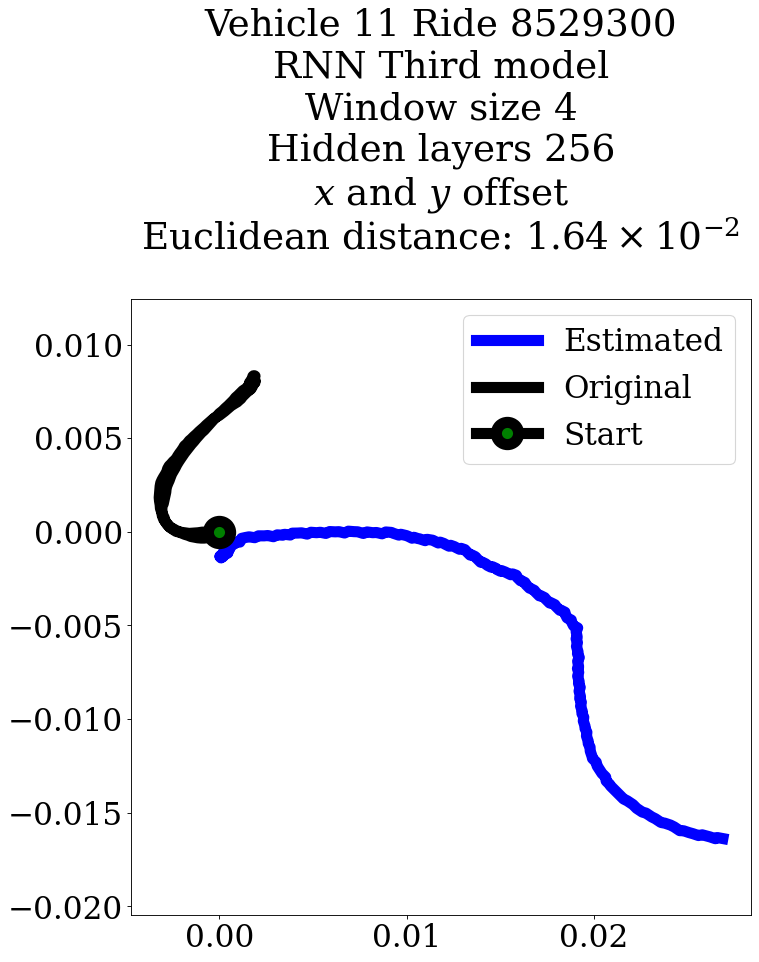 Vehicle 11 Ride 8529300
RNN Third model
Window size 4
Hidden layers 256
x and y offset
Euclidean distance: 1.64 × 10⁻²
Estimated
Original
Start
0.010
0.005
0.000
−0.005
−0.010
−0.015
−0.020
0.00 0.01 0.02